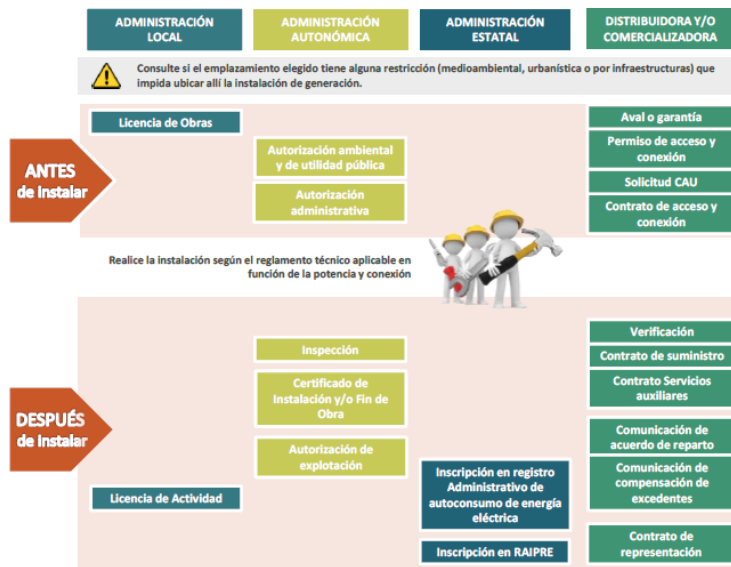 ADMINISTRACIÓN
LOCAL
ADMINISTRACIÓN
AUTONÓMICA
ADMINISTRACIÓN
ESTATAL
DISTRIBUIDORA Y/O
COMERCIALIZADORA
Consulte si el emplazamiento elegido tiene alguna restricción (medioambiental, urbanística o por infraestructuras) que
impida ubicar allí la instalación de generación.
ANTES
de instalar
Licencia de Obras
Autorización ambiental
y de utilidad pública
Autorización
administrativa
Aval o garantía
Permiso de acceso y
conexión
Solicitud CAU
Contrato de acceso y
conexión
Realice la instalación según el reglamento técnico aplicable en
función de la potencia y conexión
DESPUÉS
de instalar
Licencia de Actividad
Inspección
Certificado de
Instalación y/o Fin de
Obra
Autorización de
explotación
Inscripción en registro
Administrativo de
autoconsumo de energía
eléctrica
Inscripción en RAIPRE
Verificación
Contrato de suministro
Contrato Servicios
auxiliares
Comunicación de
acuerdo de reparto
Comunicación de
compensación de
excedentes
Contrato de
representación